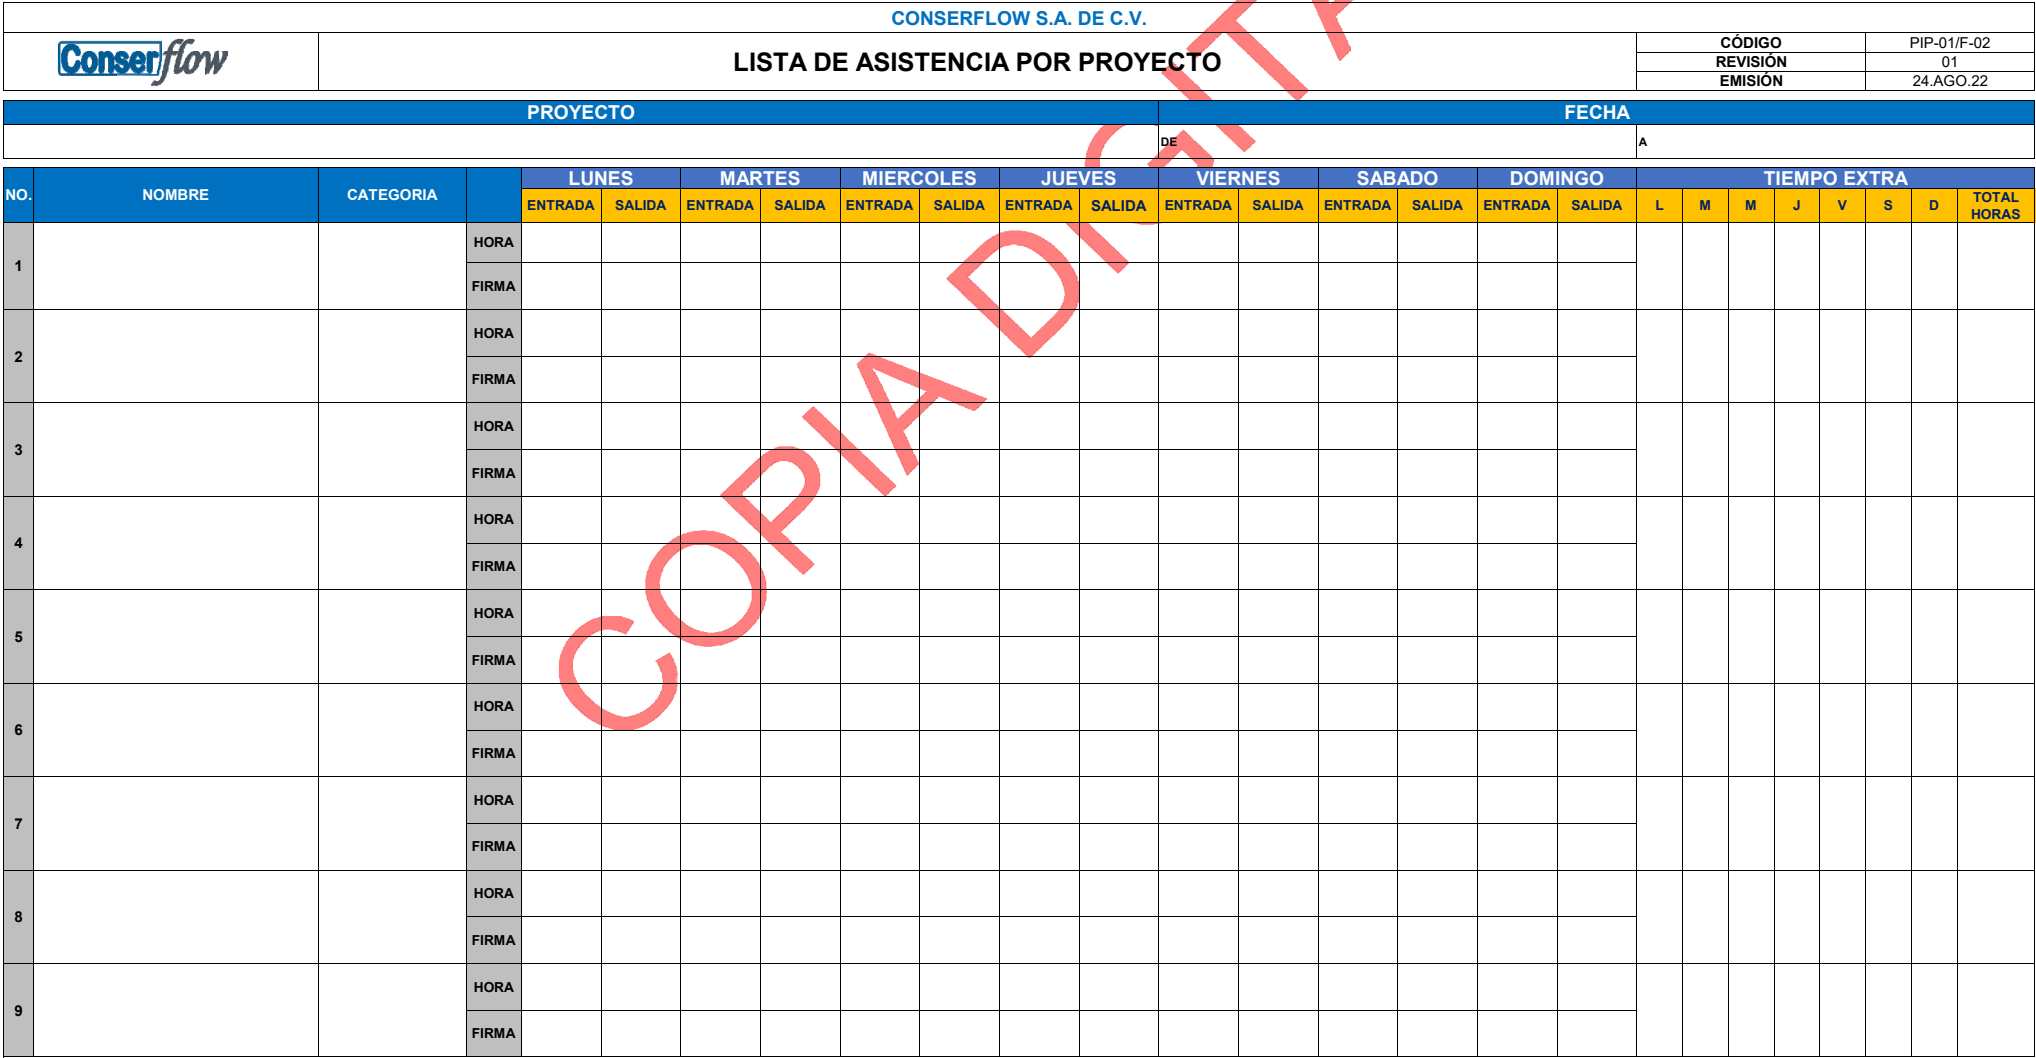 CONSERFLOW S.A. DE C.V.
Conserflow
LISTA DE ASISTENCIA POR PROYECTO
CÓDIGO PIP-01/F-02
REVISIÓN 01
EMISIÓN 24.AGO.22
PROYECTO FECHA
DE A
NO. NOMBRE CATEGORIA LUNES MARTES MIERCOLES JUEVES VIERNES SABADO DOMINGO TIEMPO EXTRA
ENTRADA SALIDA ENTRADA SALIDA ENTRADA SALIDA ENTRADA SALIDA ENTRADA SALIDA ENTRADA SALIDA ENTRADA SALIDA L M M J V S D TOTAL HORAS
1 HORA
FIRMA
2 HORA
FIRMA
3 HORA
FIRMA
4 HORA
FIRMA
5 HORA
FIRMA
6 HORA
FIRMA
7 HORA
FIRMA
8 HORA
FIRMA
9 HORA
FIRMA
COPIA DIGITA